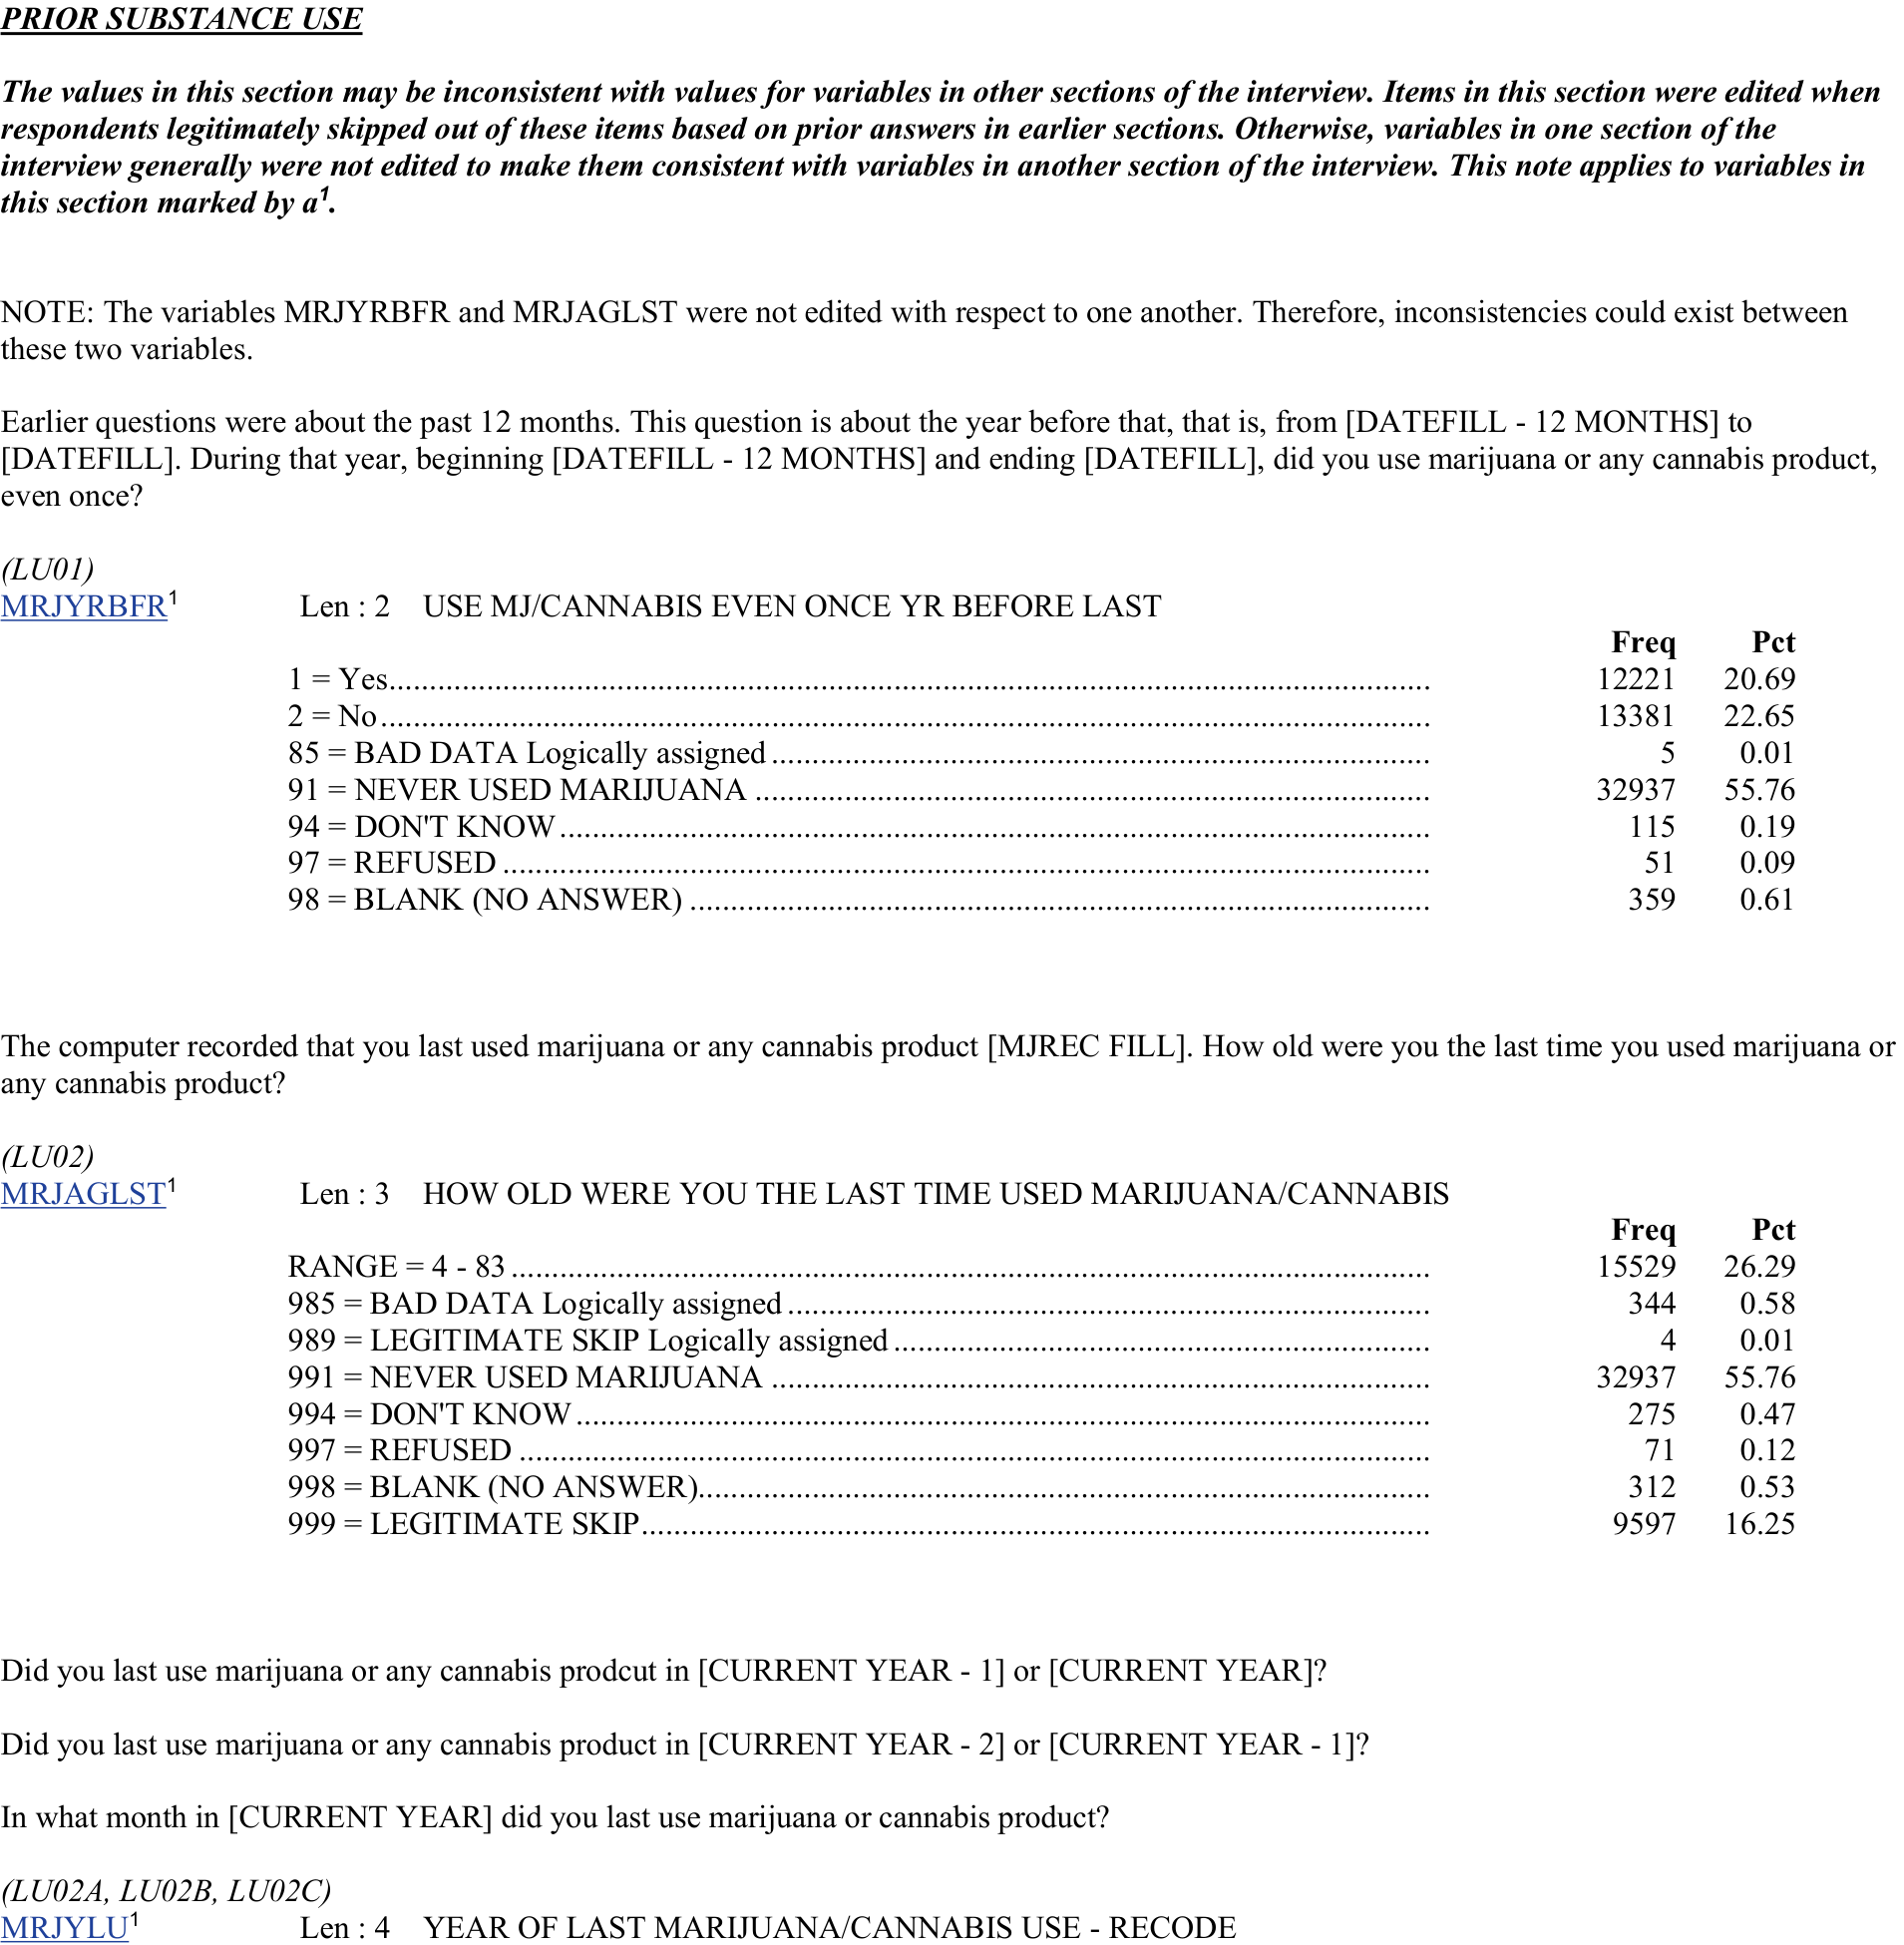 PRIOR SUBSTANCE USE
The values in this section may be inconsistent with values for variables in other sections of the interview. Items in this section were edited when
respondents legitimately skipped out of these items based on prior answers in earlier sections. Otherwise, variables in one section of the
interview generally were not edited to make them consistent with variables in another section of the interview. This note applies to variables in
this section marked by a¹.
NOTE: The variables MRJYRBFR and MRJAGLST were not edited with respect to one another. Therefore, inconsistencies could exist between
these two variables.
Earlier questions were about the past 12 months. This question is about the year before that, that is, from [DATEFILL - 12 MONTHS] to
[DATEFILL]. During that year, beginning [DATEFILL - 12 MONTHS] and ending [DATEFILL], did you use marijuana or any cannabis product,
even once?
(LU01)
MRJYRBFR¹ Len : 2 USE MJ/CANNABIS EVEN ONCE YR BEFORE LAST
Freq Pct
1 = Yes.......... 12221 20.69
2 = No.......... 13381 22.65
85 = BAD DATA Logically assigned.......... 5 0.01
91 = NEVER USED MARIJUANA.......... 32937 55.76
94 = DON'T KNOW.......... 115 0.19
97 = REFUSED.......... 51 0.09
98 = BLANK (NO ANSWER).......... 359 0.61
The computer recorded that you last used marijuana or any cannabis product [MJREC FILL]. How old were you the last time you used marijuana or
any cannabis product?
(LU02)
MRJAGLST¹ Len : 3 HOW OLD WERE YOU THE LAST TIME USED MARIJUANA/CANNABIS
Freq Pct
RANGE = 4 - 83.......... 15529 26.29
985 = BAD DATA Logically assigned.......... 344 0.58
989 = LEGITIMATE SKIP Logically assigned.......... 4 0.01
991 = NEVER USED MARIJUANA.......... 32937 55.76
994 = DON'T KNOW.......... 275 0.47
997 = REFUSED.......... 71 0.12
998 = BLANK (NO ANSWER).......... 312 0.53
999 = LEGITIMATE SKIP.......... 9597 16.25
Did you last use marijuana or any cannabis prodcut in [CURRENT YEAR - 1] or [CURRENT YEAR]?
Did you last use marijuana or any cannabis product in [CURRENT YEAR - 2] or [CURRENT YEAR - 1]?
In what month in [CURRENT YEAR] did you last use marijuana or cannabis product?
(LU02A, LU02B, LU02C)
MRJYLU¹ Len : 4 YEAR OF LAST MARIJUANA/CANNABIS USE - RECODE